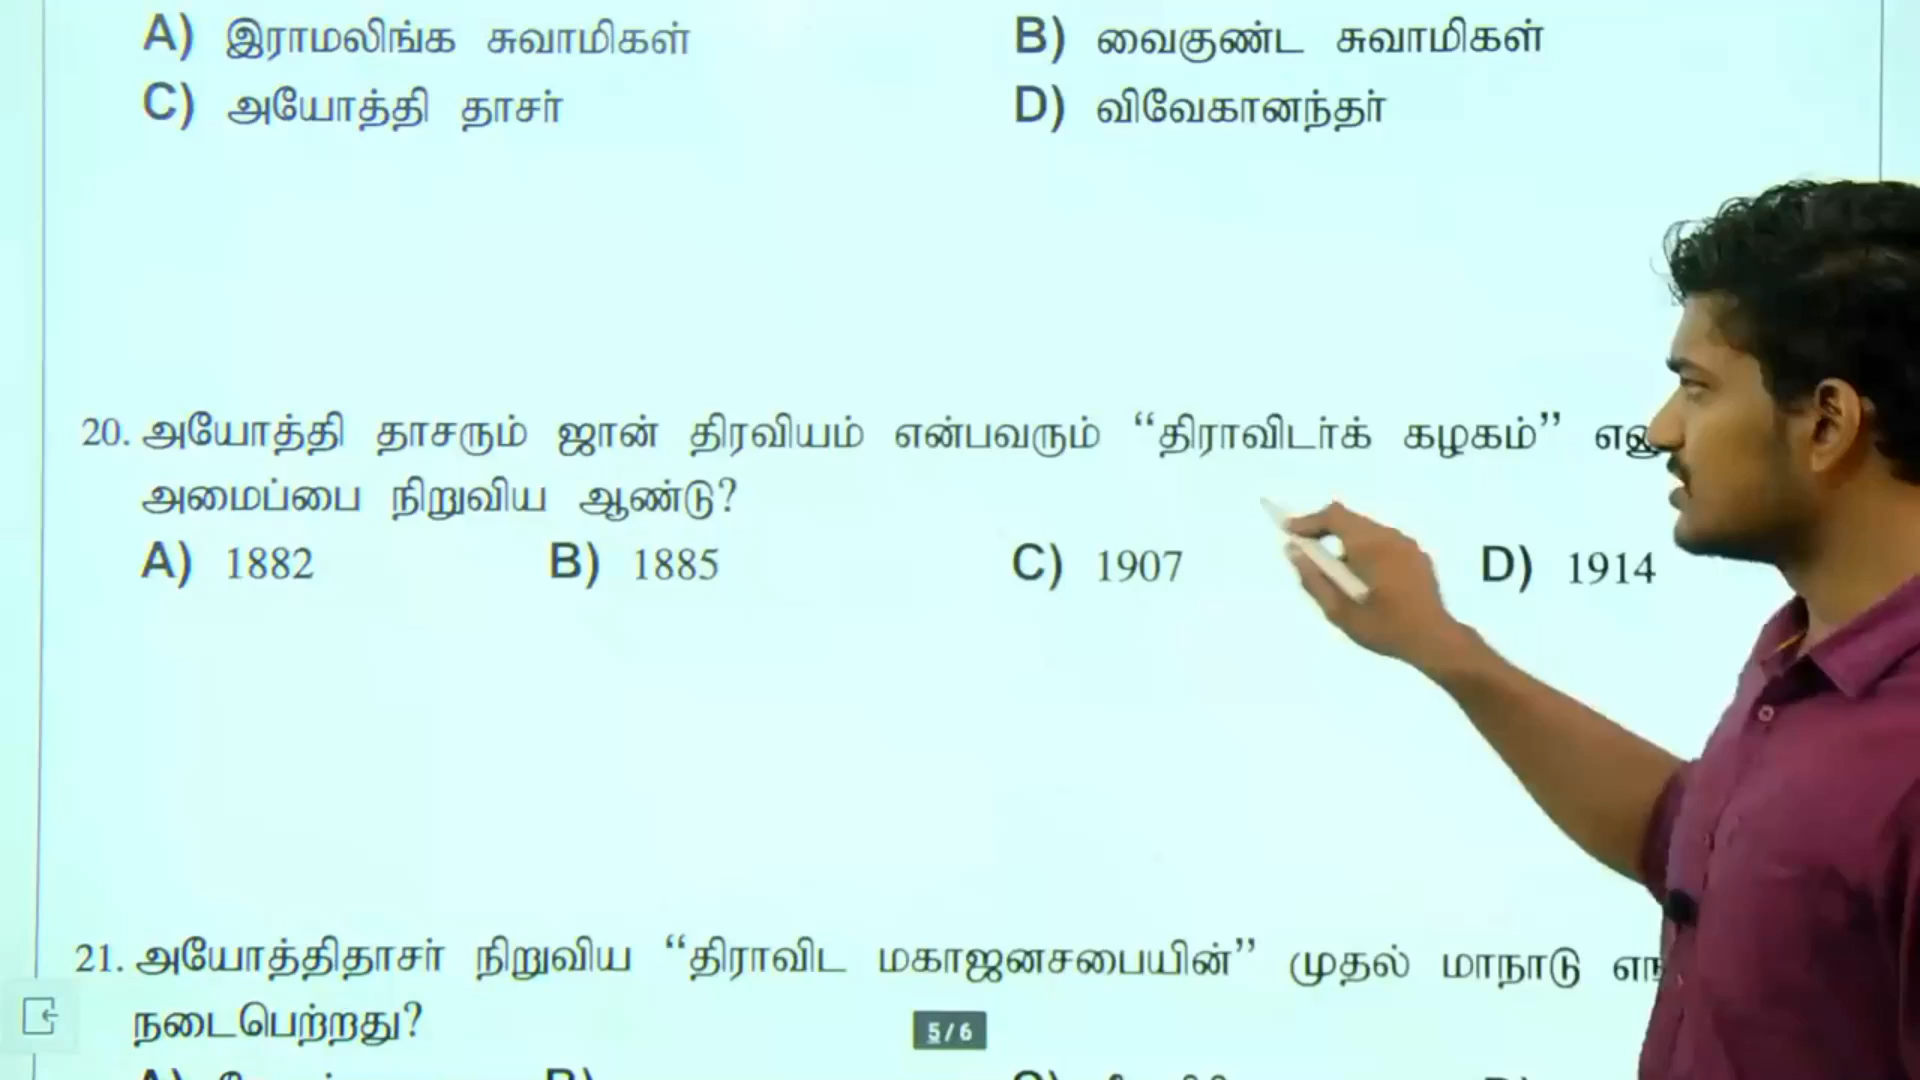 A) இராமலிங்க சுவாமிகள் B) வைகுண்ட சுவாமிகள்
C) அயோத்தி தாசர் D) விவேகானந்தர்
20. அயோத்தி தாசரும் ஜான் திரவியம் என்பவரும் “திராவிடர்க் கழகம்”
அமைப்பை நிறுவிய ஆண்டு?
A) 1882 B) 1885 C) 1907 D) 1914
21. அயோத்திதாசர் நிறுவிய “திராவிட மகாஜனசபையின்” முதல் மாநாடு
நடைபெற்றது?
5/6